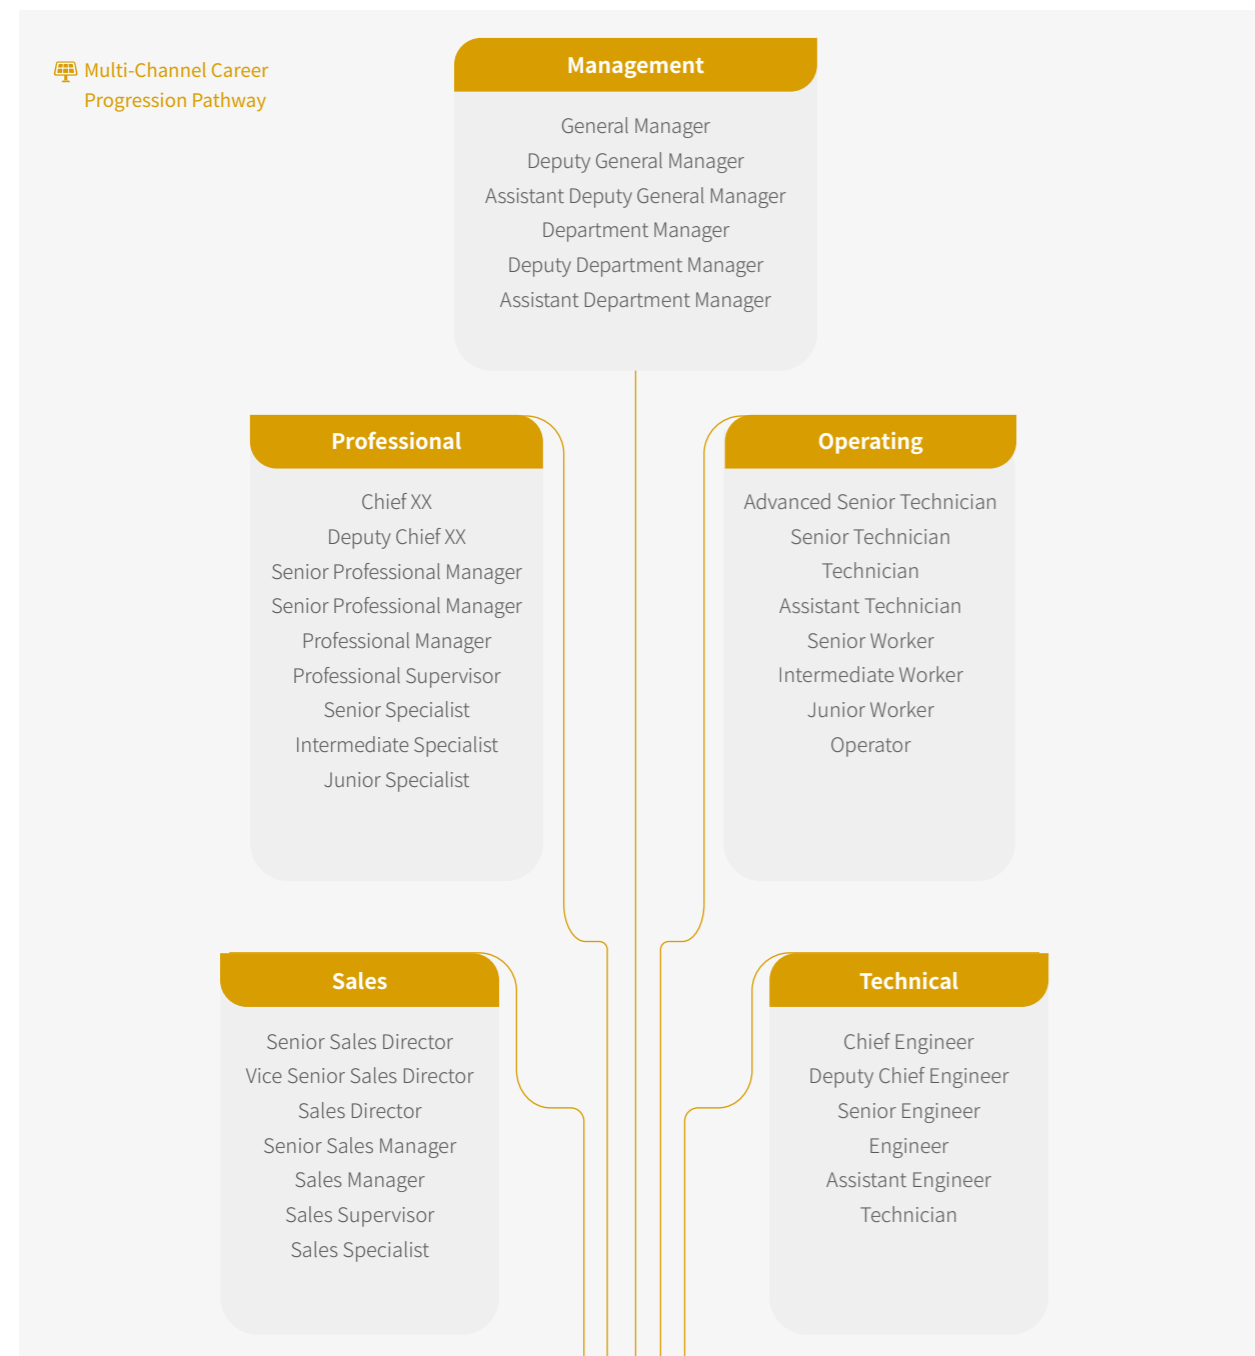 Multi-Channel Career
Progression Pathway
Management
General Manager
Deputy General Manager
Assistant Deputy General Manager
Department Manager
Deputy Department Manager
Assistant Department Manager
Professional
Chief XX
Deputy Chief XX
Senior Professional Manager
Senior Professional Manager
Professional Manager
Professional Supervisor
Senior Specialist
Intermediate Specialist
Junior Specialist
Operating
Advanced Senior Technician
Senior Technician
Technician
Assistant Technician
Senior Worker
Intermediate Worker
Junior Worker
Operator
Sales
Senior Sales Director
Vice Senior Sales Director
Sales Director
Senior Sales Manager
Sales Manager
Sales Supervisor
Sales Specialist
Technical
Chief Engineer
Deputy Chief Engineer
Senior Engineer
Engineer
Assistant Engineer
Technician